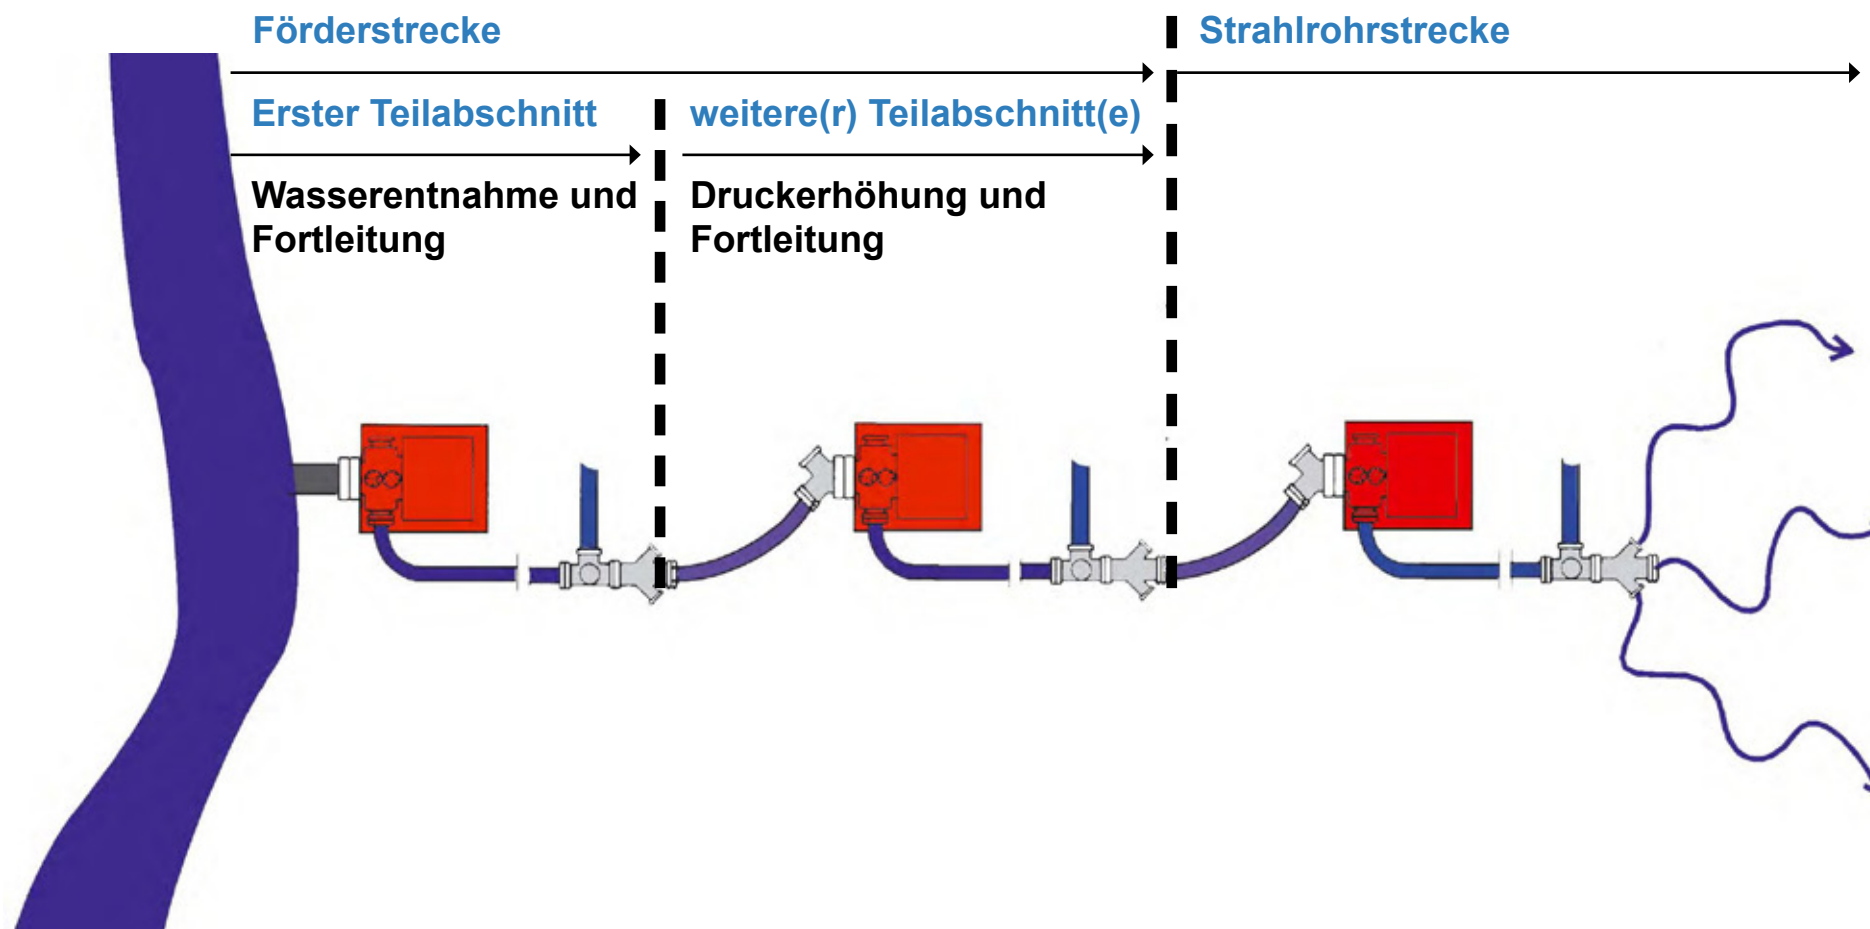 Förderstrecke
Strahlrohrstrecke
Erster Teilabschnitt
weitere(r) Teilabschnitt(e)
Wasserentnahme und
Fortleitung
Druckerhöhung und
Fortleitung